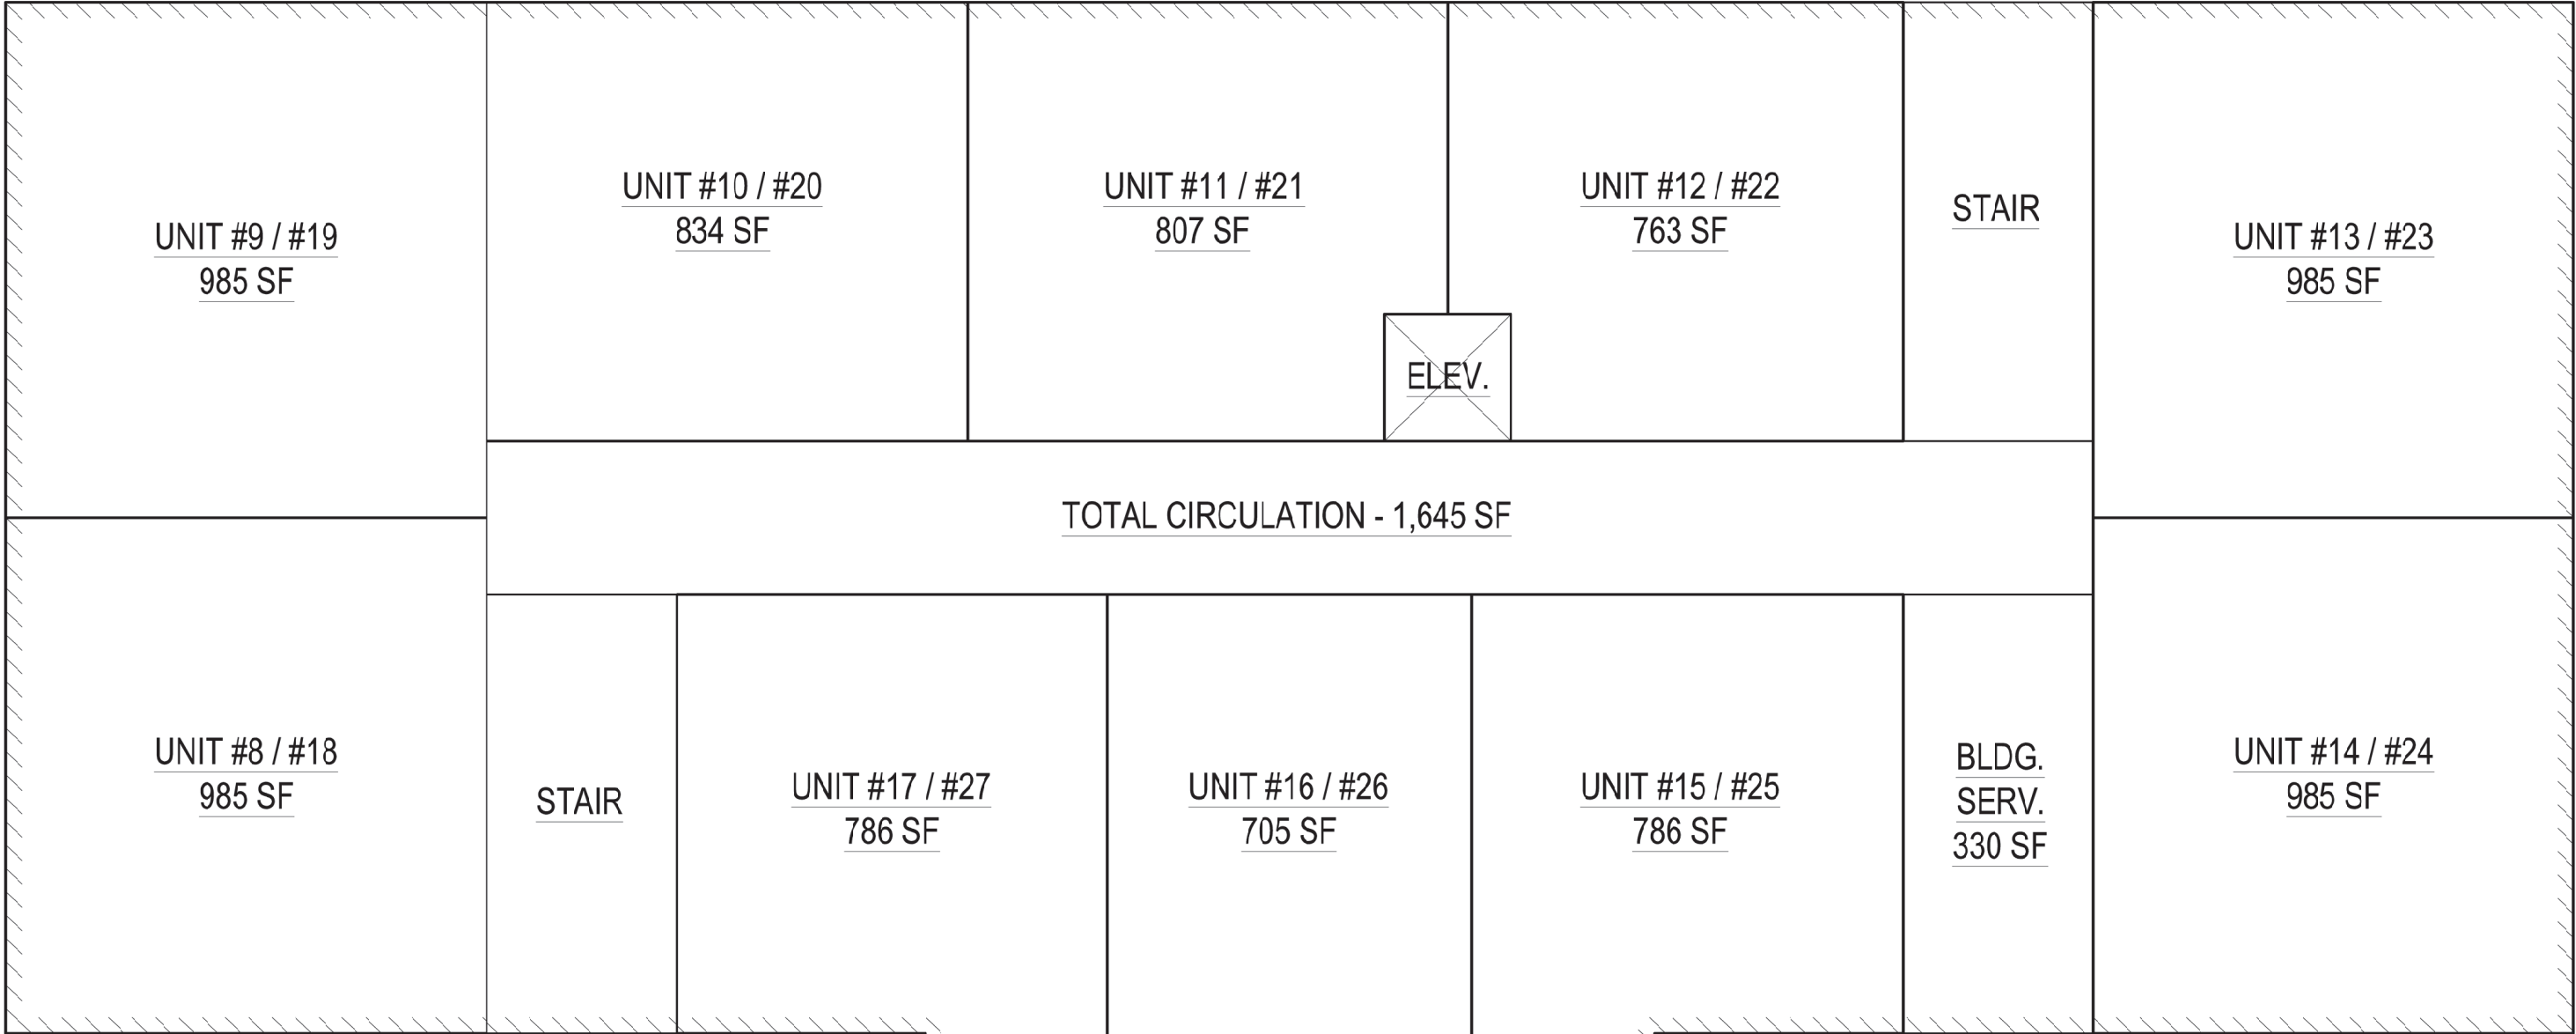 UNIT #9 / #19
985 SF
UNIT #10 / #20
834 SF
UNIT #11 / #21
807 SF
UNIT #12 / #22
763 SF
STAIR
UNIT #13 / #23
985 SF
ELEV.
TOTAL CIRCULATION - 1,645 SF
UNIT #8 / #18
985 SF
STAIR
UNIT #17 / #27
786 SF
UNIT #16 / #26
705 SF
UNIT #15 / #25
786 SF
BLDG.
SERV.
330 SF
UNIT #14 / #24
985 SF